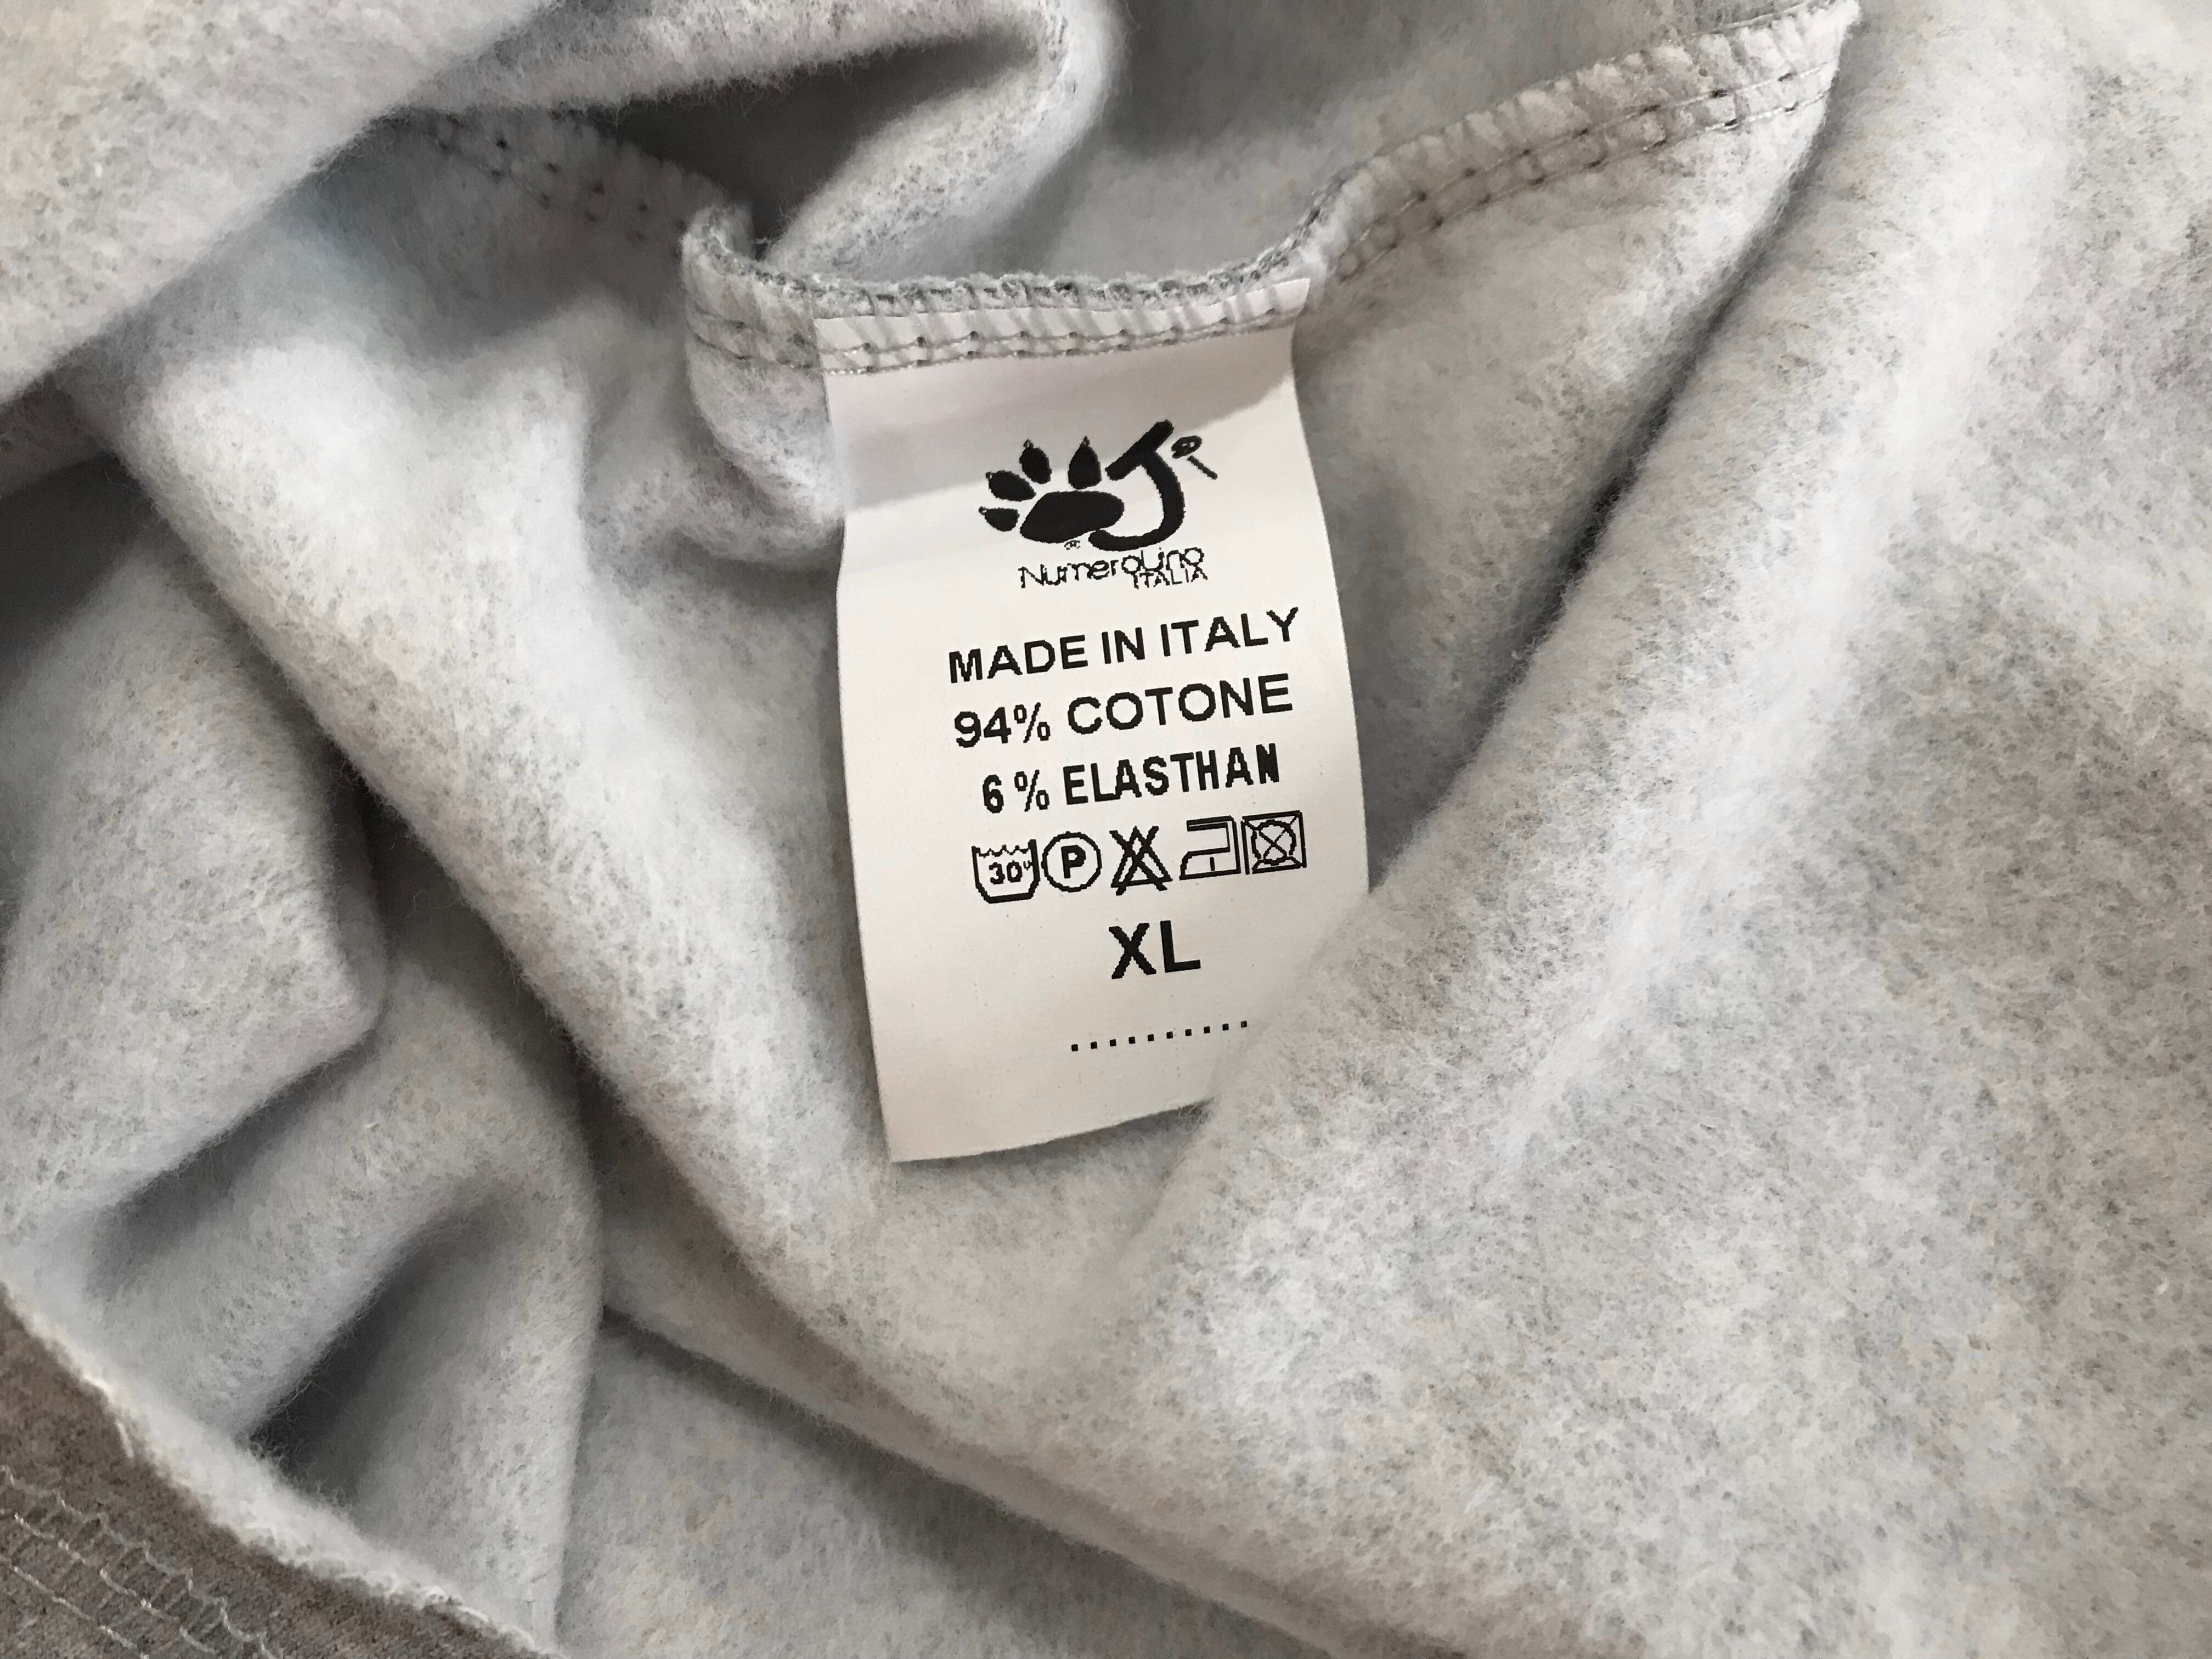 J
®
NumeroUno
ITALIA
MADE IN ITALY
94% COTONE
6% ELASTHAN
30° P
XL
..........